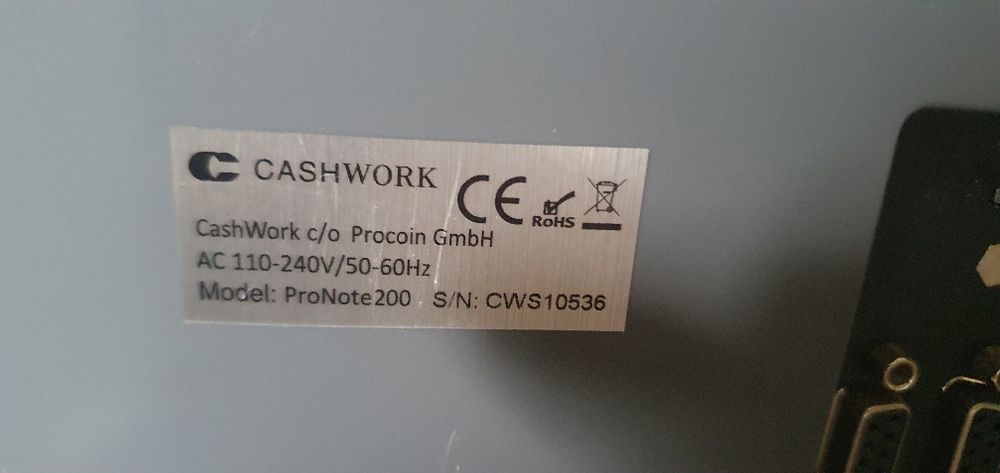 CASHWORK
CE RoHS
CashWork c/o Procoin GmbH
AC 110-240V/50-60Hz
Model: ProNote200 S/N: CWS10536